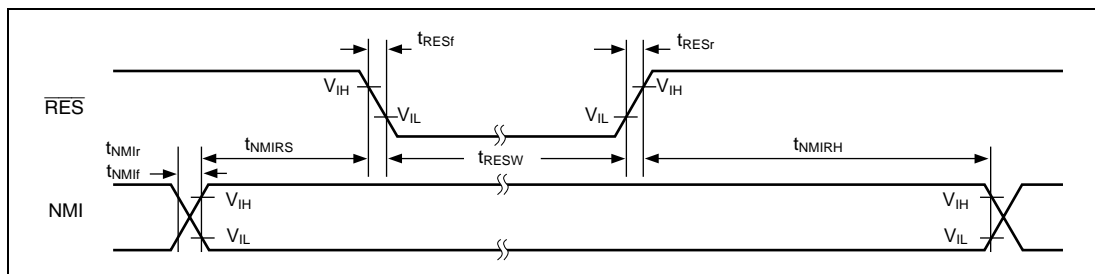 tRESf
tRESr
VIH
VIH
RES
VIL
VIL
tNMIr
tNMIRS
tRESW
tNMIRH
tNMIf
VIH
VIH
NMI
VIL
VIL